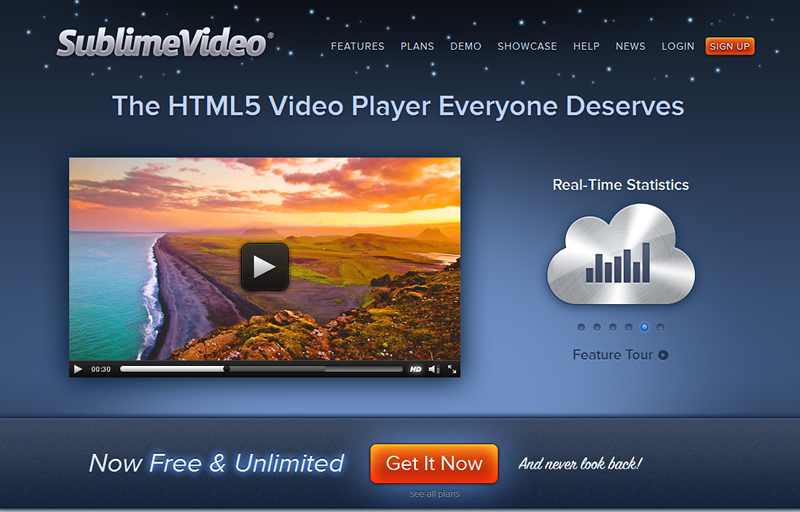 SublimeVideo®
FEATURES PLANS DEMO SHOWCASE HELP NEWS LOGIN SIGN UP
The HTML5 Video Player Everyone Deserves
Real-Time Statistics
Feature Tour
00:30 HD
Now Free & Unlimited Get It Now And never look back!
see all plans